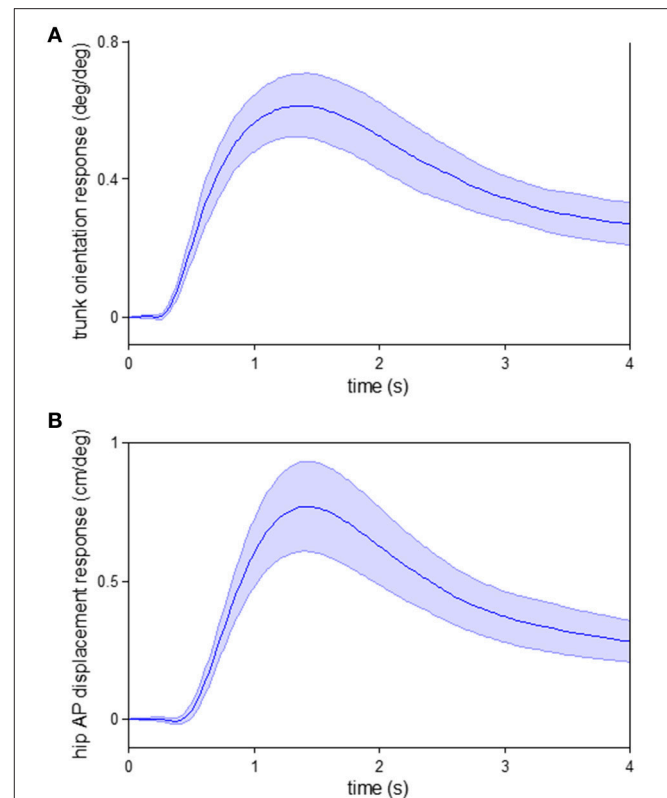 A
trunk orientation response (deg/deg)
0.8
0.4
0
0 1 2 3 4
time (s)
B
hip AP displacement response (cm/deg)
1
0.5
0
0 1 2 3 4
time (s)